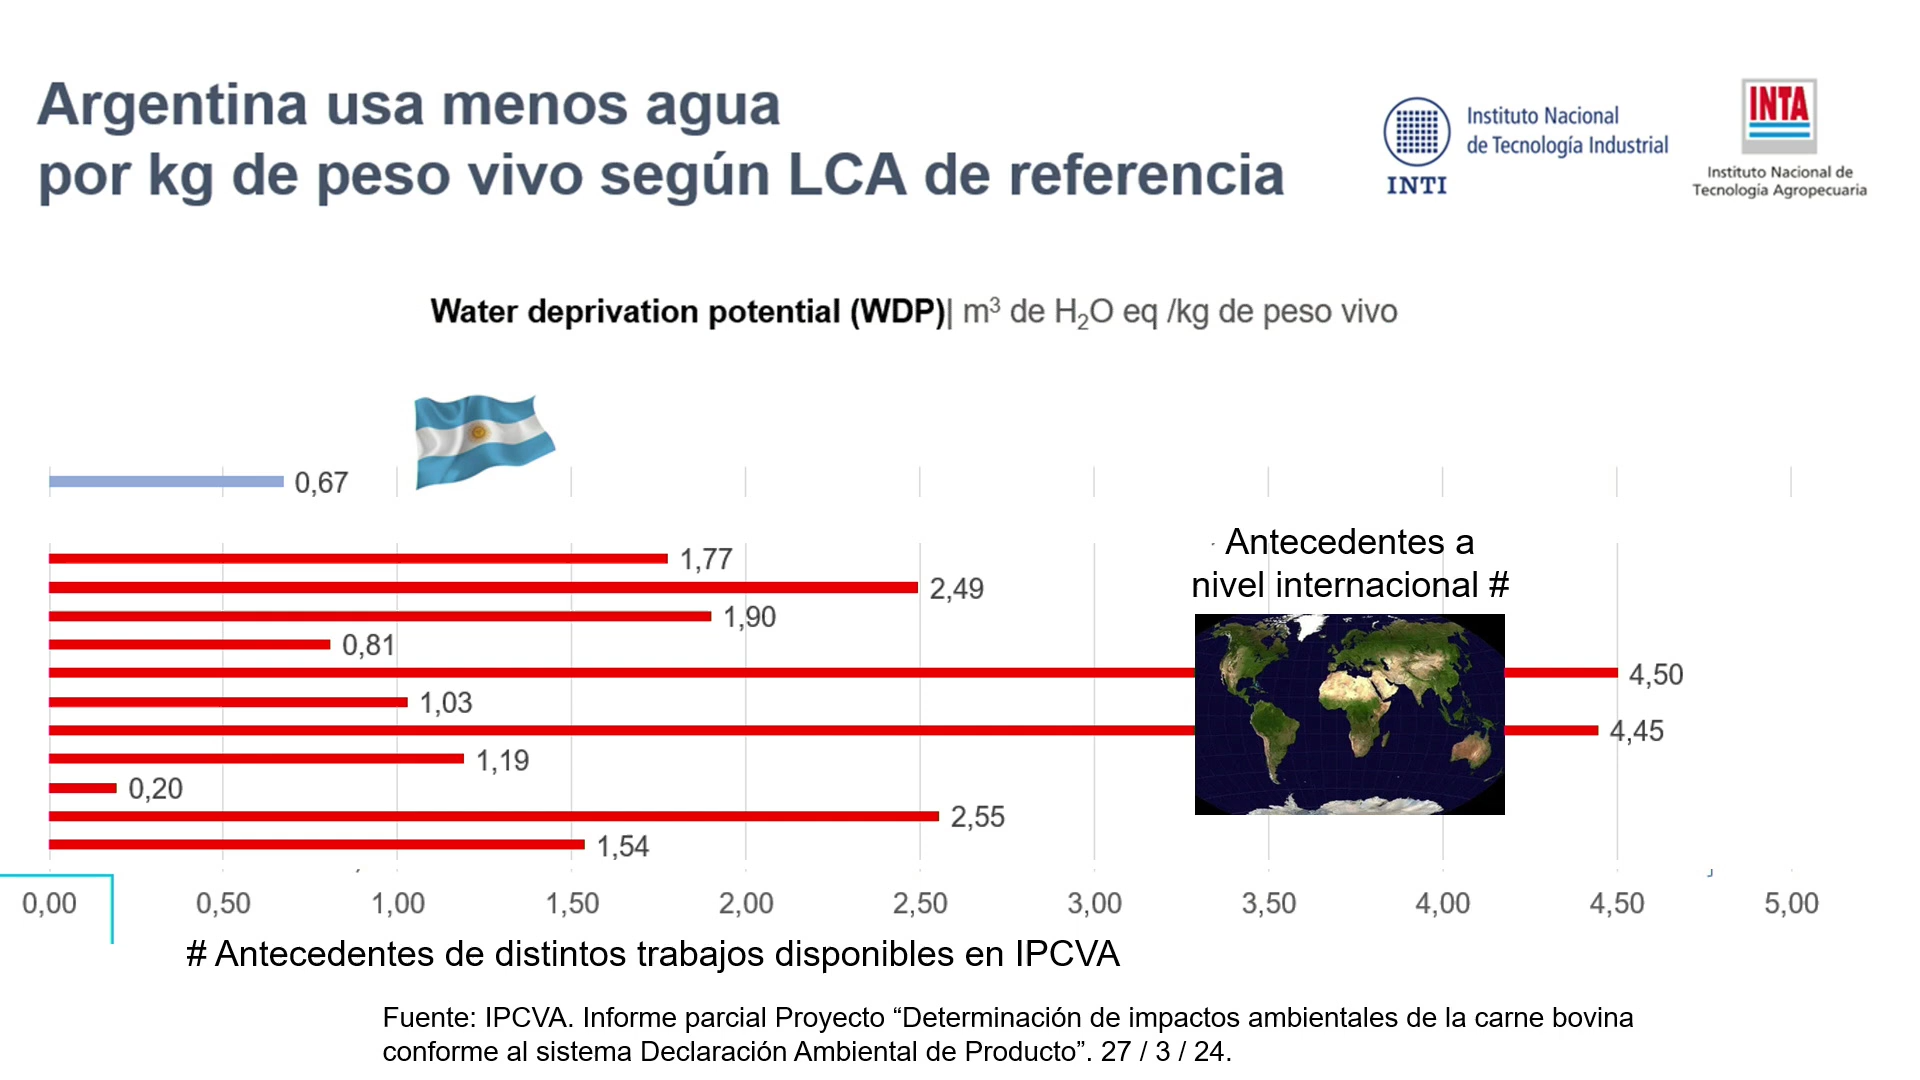 Argentina usa menos agua
por kg de peso vivo según LCA de referencia
INTI
Instituto Nacional
de Tecnología Industrial
INTA
Instituto Nacional de
Tecnología Agropecuaria
Water deprivation potential (WDP)| m³ de H₂O eq /kg de peso vivo
0,67
Antecedentes a
nivel internacional #
1,77
2,49
1,90
0,81
4,50
1,03
4,45
1,19
0,20
2,55
1,54
0,00 0,50 1,00 1,50 2,00 2,50 3,00 3,50 4,00 4,50 5,00
# Antecedentes de distintos trabajos disponibles en IPCVA
Fuente: IPCVA. Informe parcial Proyecto “Determinación de impactos ambientales de la carne bovina
conforme al sistema Declaración Ambiental de Producto”. 27 / 3 / 24.